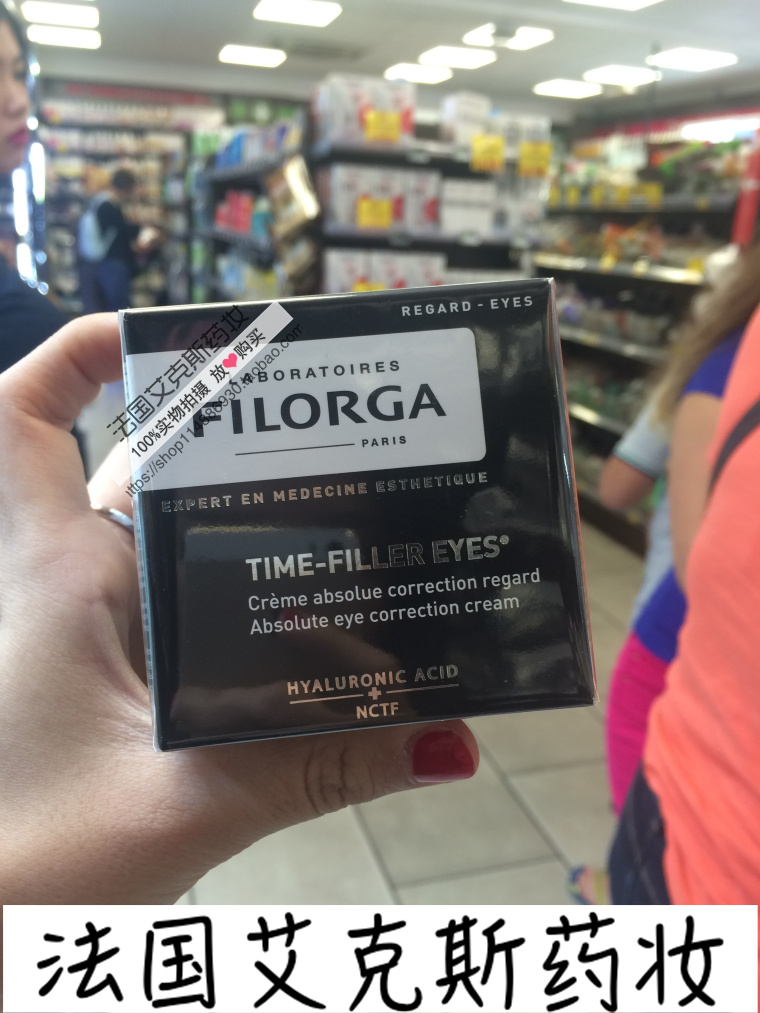 REGARD - EYES
LABORATOIRES
FILORGA
PARIS
EXPERT EN MEDECINE ESTHETIQUE
法国艾克斯药妆
100%实物拍摄 放❤购买
TIME-FILLER EYES®
Crème absolue correction regard
Absolute eye correction cream
HYALURONIC ACID
+
NCTF
法国艾克斯药妆